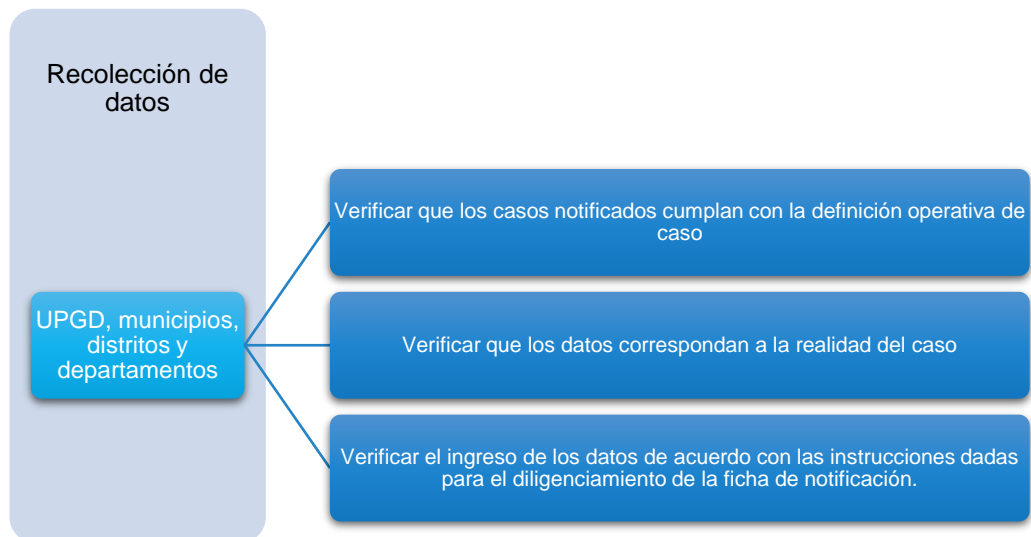 Recolección de
datos
UPGD, municipios,
distritos y
departamentos
Verificar que los casos notificados cumplan con la definición operativa de
caso
Verificar que los datos correspondan a la realidad del caso
Verificar el ingreso de los datos de acuerdo con las instrucciones dadas
para el diligenciamiento de la ficha de notificación.